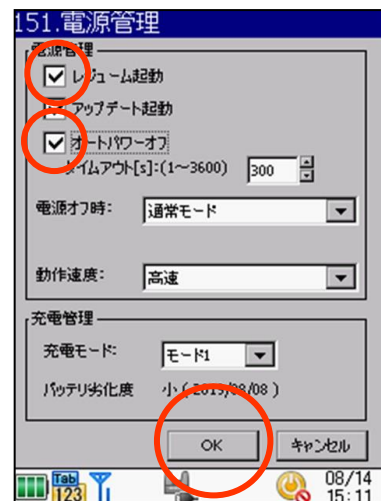 151.電源管理
電源管理
レジューム起動
アップデート起動
オートパワーオフ
タイムアウト[s]:(1～3600) 300
電源オフ時: 通常モード
動作速度: 高速
充電管理
充電モード: モード1
バッテリ劣化度 小 ( 2019/08/08 )
OK キャンセル
Tab 08/14
123 15:11